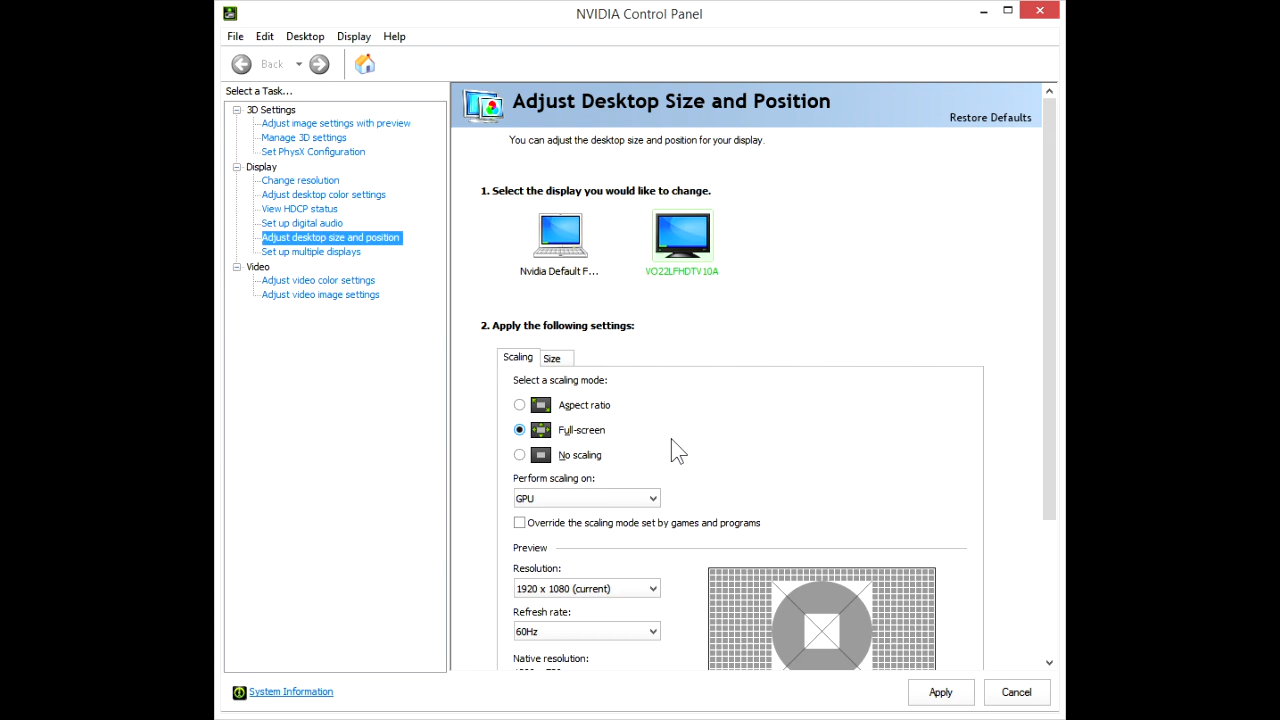 NVIDIA Control Panel
File Edit Desktop Display Help
Back
Select a Task...
3D Settings
Adjust image settings with preview
Manage 3D settings
Set PhysX Configuration
Display
Change resolution
Adjust desktop color settings
View HDCP status
Set up digital audio
Adjust desktop size and position
Set up multiple displays
Video
Adjust video color settings
Adjust video image settings
System Information
Adjust Desktop Size and Position
Restore Defaults
You can adjust the desktop size and position for your display.
1. Select the display you would like to change.
Nvidia Default F... VO22LFHDTV10A
2. Apply the following settings:
Scaling Size
Select a scaling mode:
Aspect ratio
Full-screen
No scaling
Perform scaling on:
GPU
Override the scaling mode set by games and programs
Preview
Resolution:
1920 x 1080 (current)
Refresh rate:
60Hz
Native resolution:
Apply Cancel